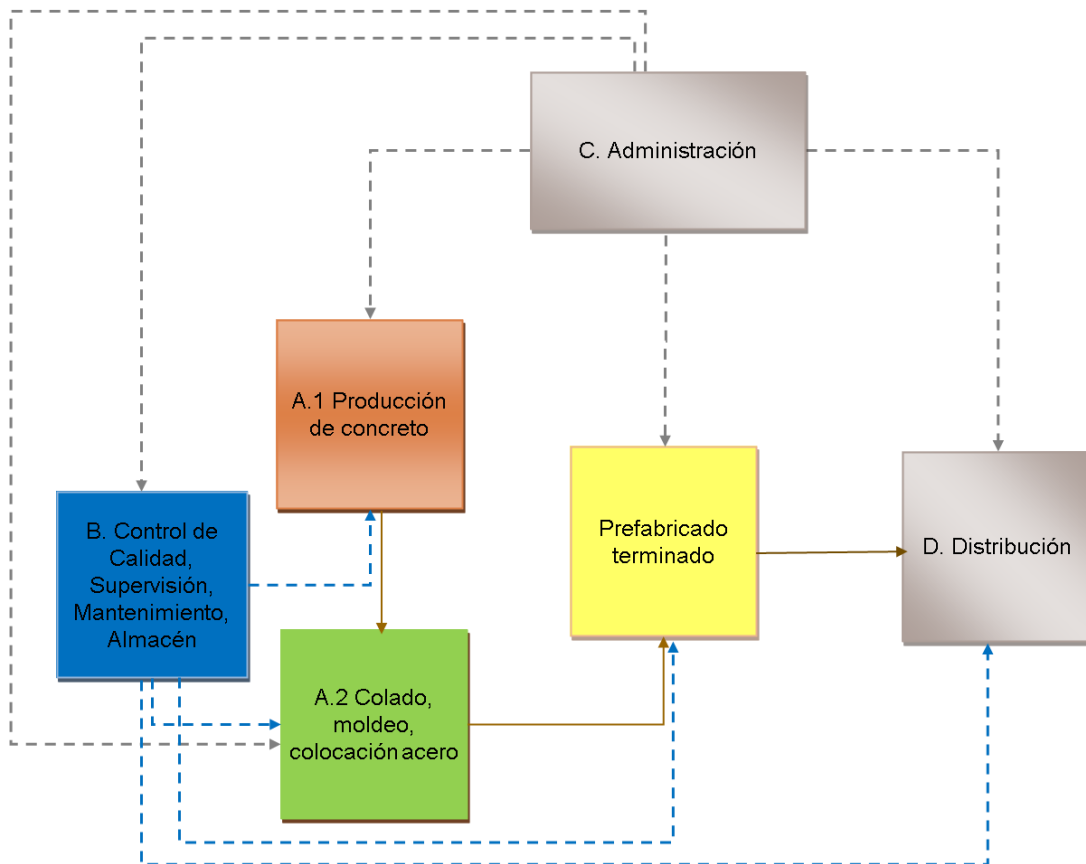 C. Administración
A.1 Producción
de concreto
B. Control de
Calidad,
Supervisión,
Mantenimiento,
Almacén
Prefabricado
terminado
D. Distribución
A.2 Colado,
moldeo,
colocación acero